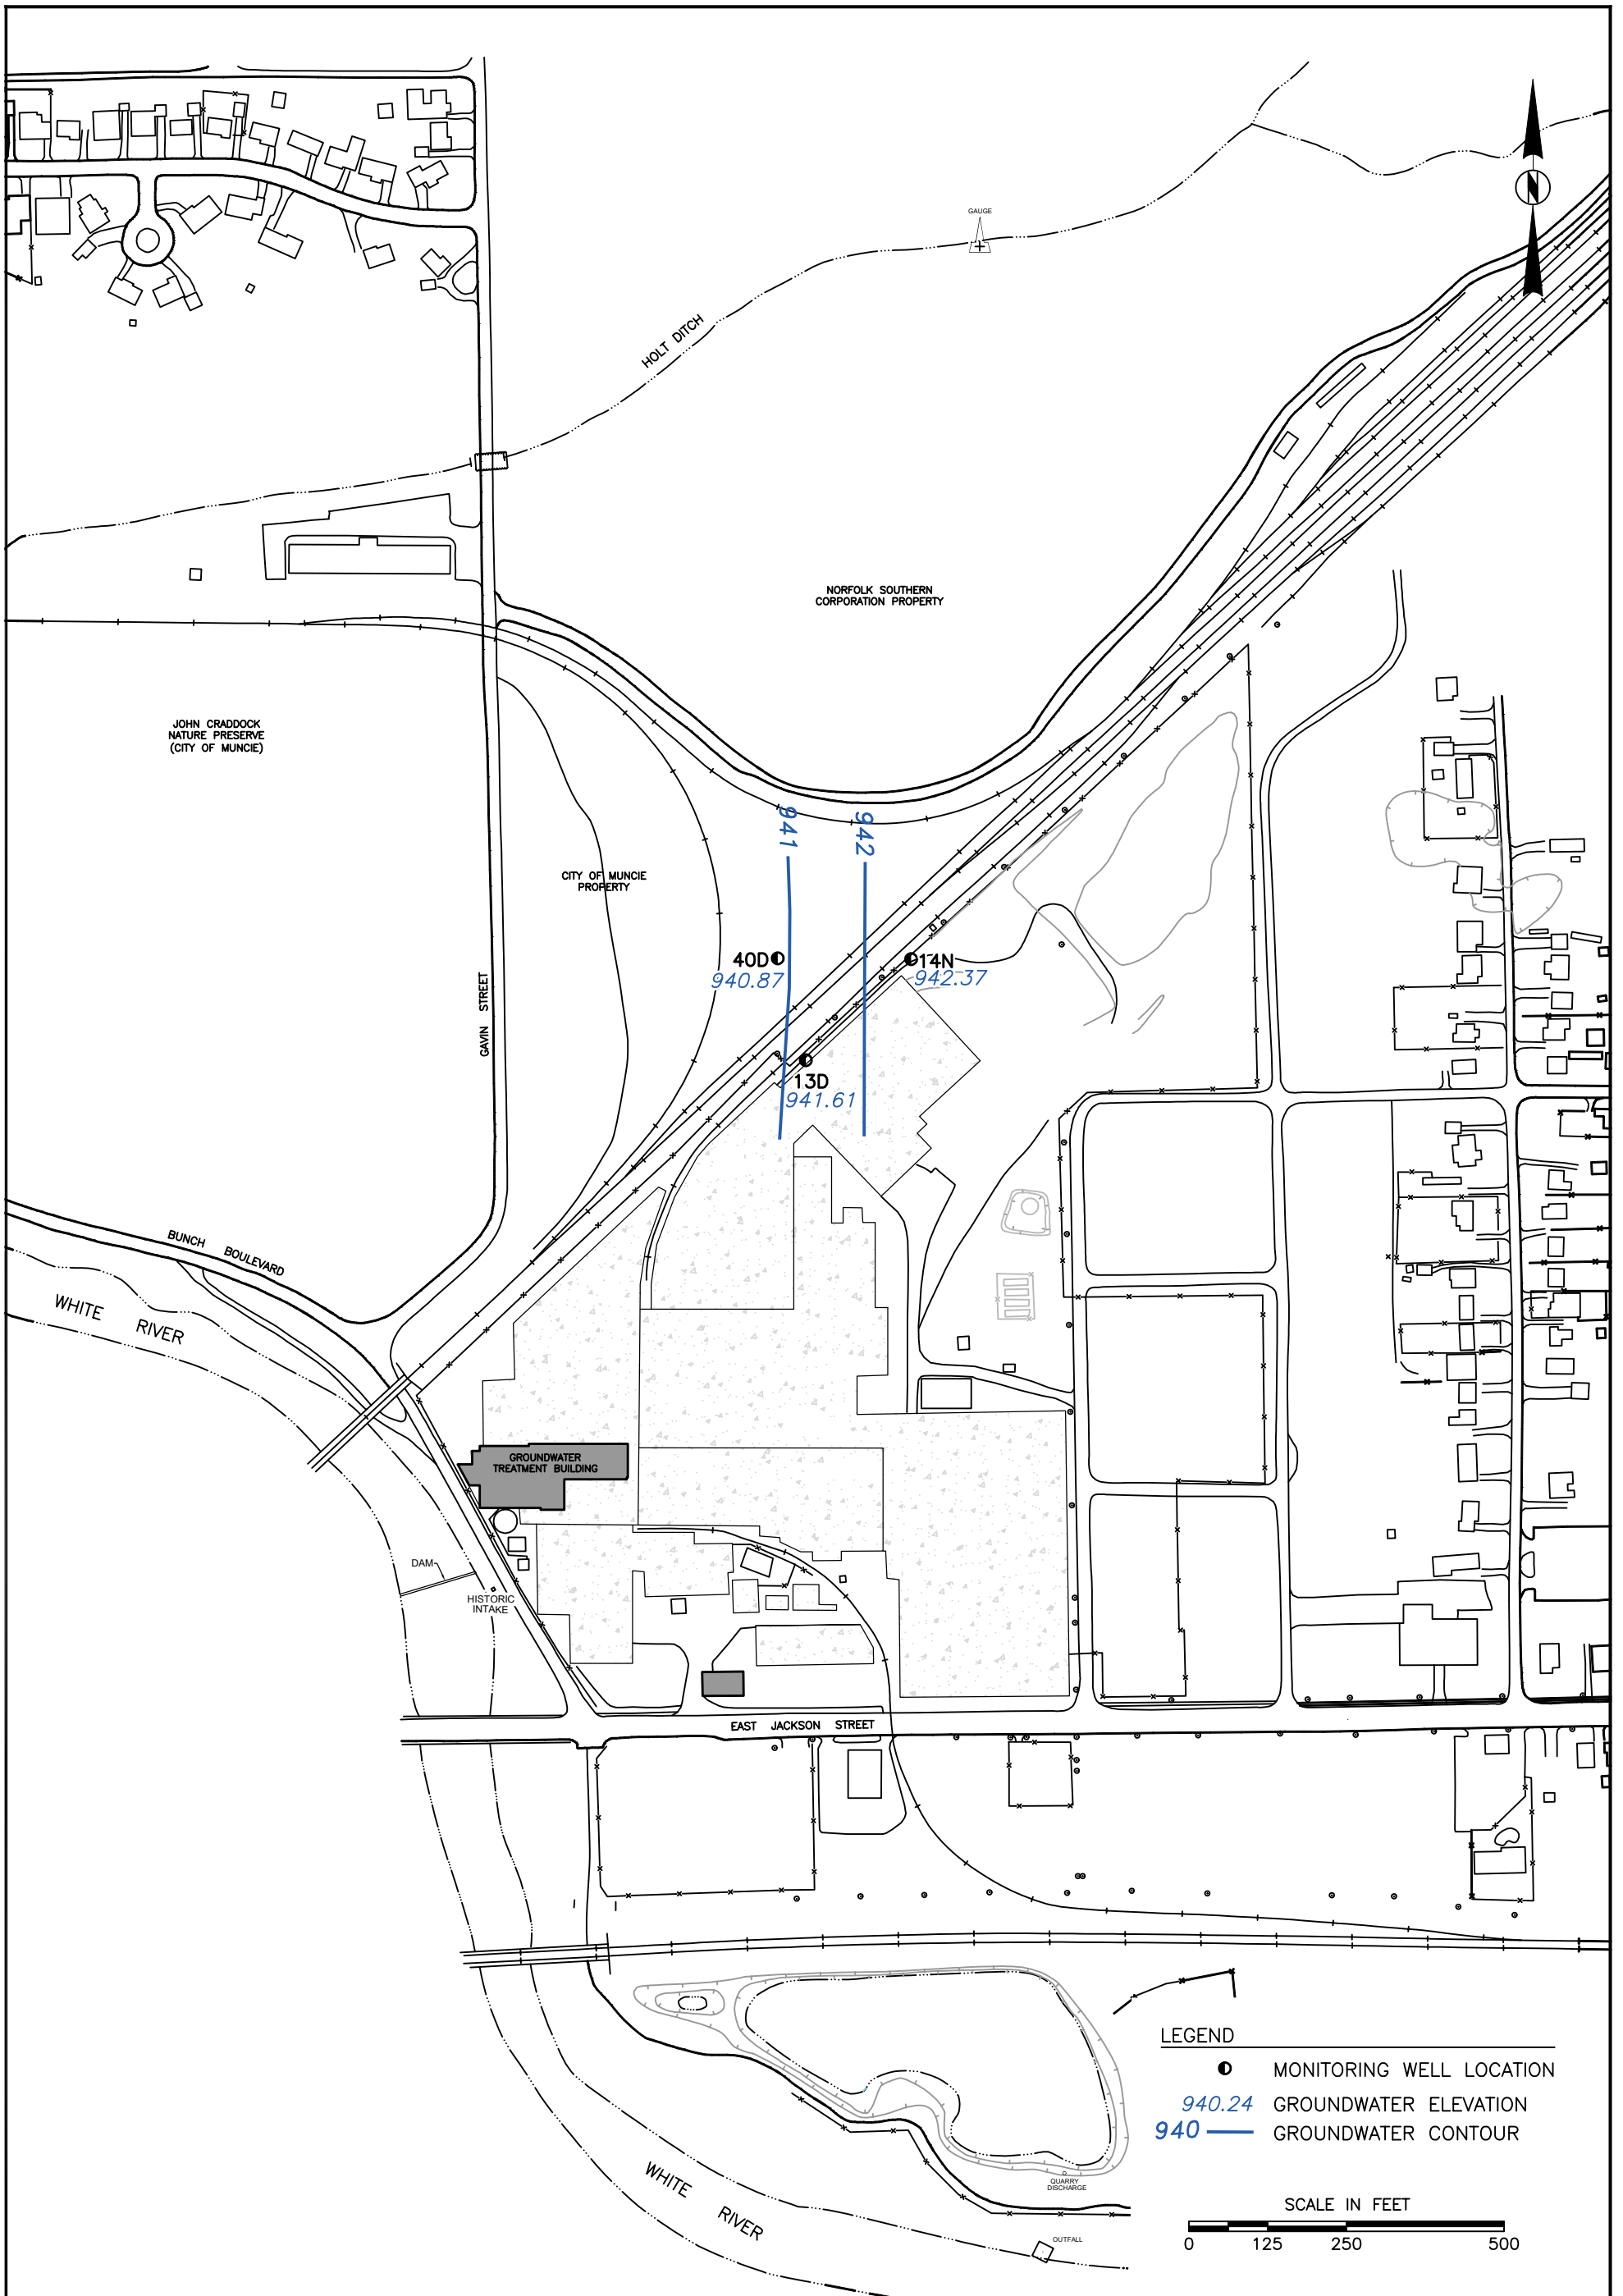 GAUGE
N
HOLT DITCH
NORFOLK SOUTHERN
CORPORATION PROPERTY
JOHN CRADDOCK
NATURE PRESERVE
(CITY OF MUNCIE)
941
942
CITY OF MUNCIE
PROPERTY
40D
940.87
14N
942.37
GAVIN STREET
13D
941.61
BUNCH BOULEVARD
WHITE RIVER
GROUNDWATER
TREATMENT BUILDING
DAM
HISTORIC
INTAKE
EAST JACKSON STREET
LEGEND
MONITORING WELL LOCATION
940.24 GROUNDWATER ELEVATION
940 GROUNDWATER CONTOUR
QUARRY
DISCHARGE
WHITE RIVER
OUTFALL
SCALE IN FEET
0 125 250 500